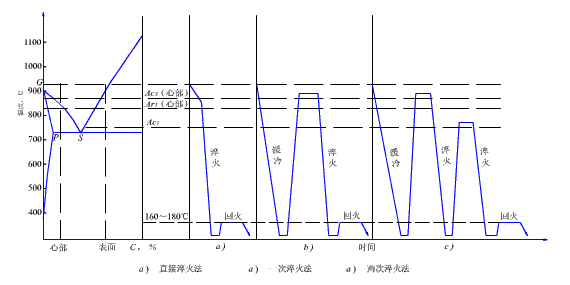 1100
1000
G
900
800
700
600
500
400
温度，C
P
S
Ac3 (心部)
Ar3 (心部)
Ac1
淬火
缓冷
淬火
缓冷
淬火
淬火
160～180℃
回火
回火
回火
心部 表面 C， % a) b) 时间 c)
a) 直接淬火法 a) 一次淬火法 a) 两次淬火法